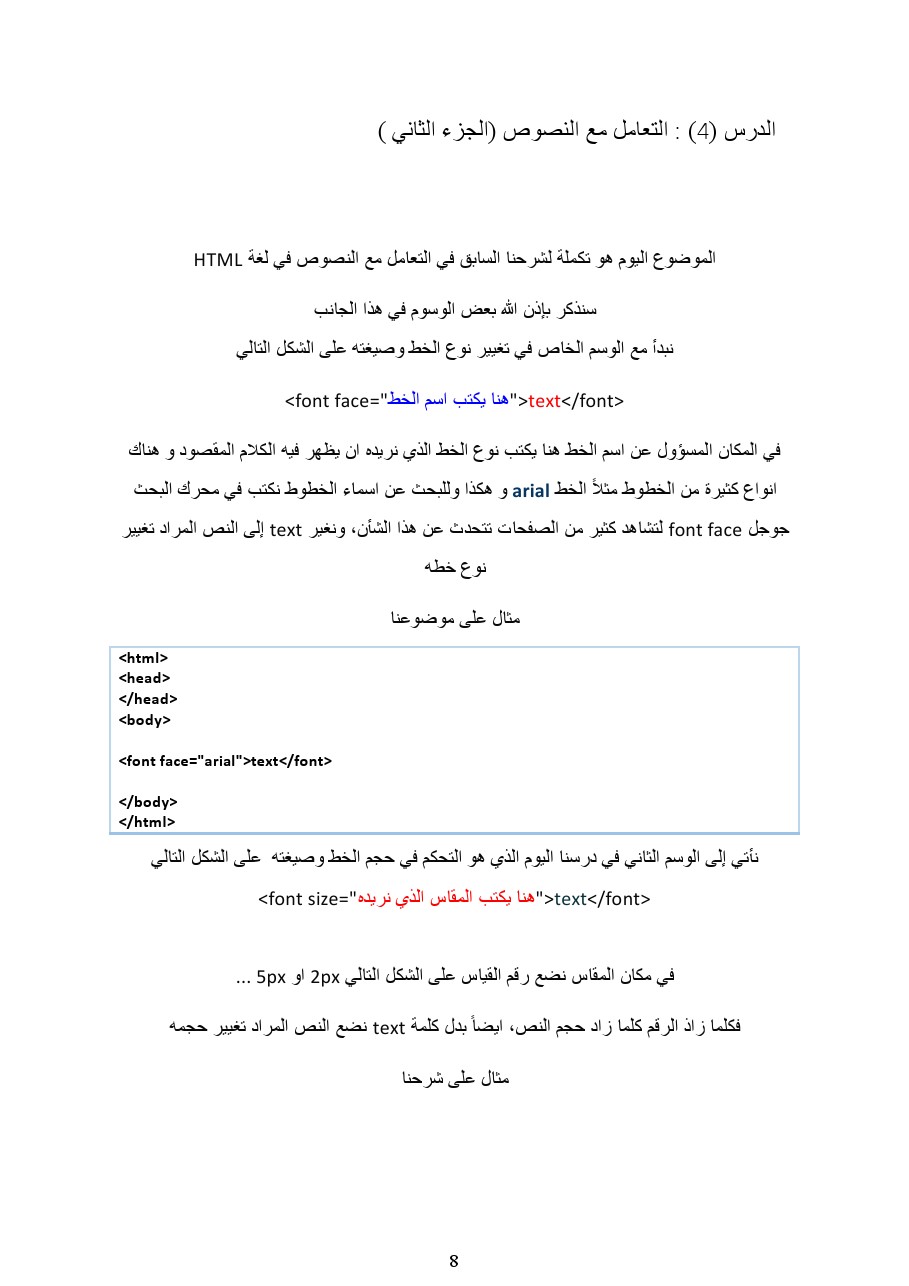 الدرس (4) : التعامل مع النصوص (الجزء الثاني )
الموضوع اليوم هو تكملة لشرحنا السابق في التعامل مع النصوص في لغة HTML
سنذكر بإذن الله بعض الوسوم في هذا الجانب
نبدأ مع الوسم الخاص في تغيير نوع الخط وصيغته على الشكل التالي
<font face="هنا يكتب اسم الخط">text</font>
في المكان المسؤول عن اسم الخط هنا يكتب نوع الخط الذي نريده ان يظهر فيه الكلام المقصود و هناك
انواع كثيرة من الخطوط مثلاً الخط arial و هكذا وللبحث عن اسماء الخطوط نكتب في محرك البحث
جوجل font face لتشاهد كثير من الصفحات تتحدث عن هذا الشأن، ونغير text إلى النص المراد تغيير
نوع خطه
مثال على موضوعنا
<html>
<head>
</head>
<body>
<font face="arial">text</font>
</body>
</html>
نأتي إلى الوسم الثاني في درسنا اليوم الذي هو التحكم في حجم الخط وصيغته على الشكل التالي
<font size="هنا يكتب المقاس الذي نريده">text</font>
في مكان المقاس نضع رقم القياس على الشكل التالي 2px او 5px ...
فكلما زاذ الرقم كلما زاد حجم النص، ايضاً بدل كلمة text نضع النص المراد تغيير حجمه
مثال على شرحنا
8